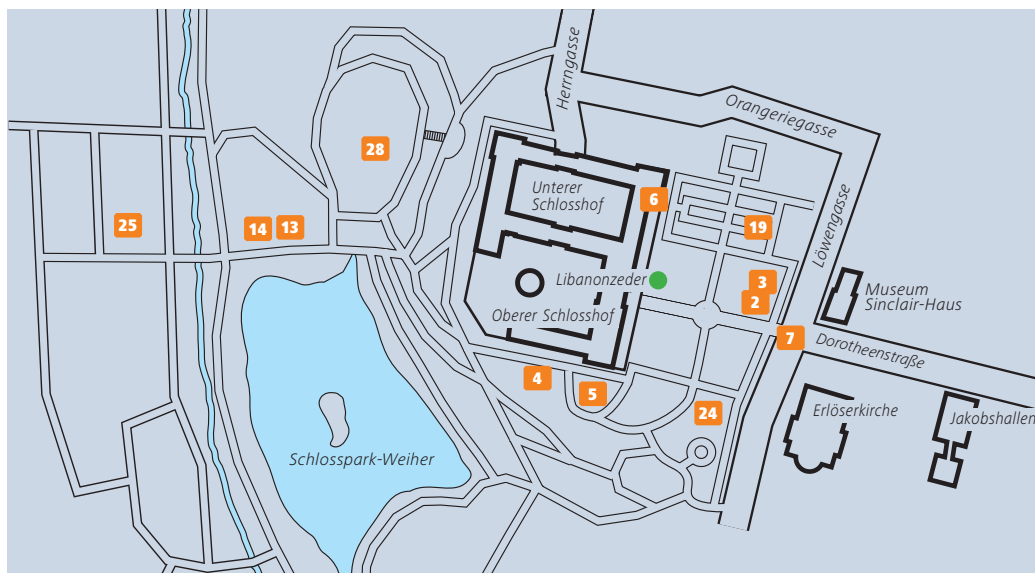 Herrngasse
Orangeriegasse
28
Unterer
Schlosshof
6
Löwengasse
25
14
13
19
Libanonzeder
3
2
Museum
Sinclair-Haus
Oberer Schlosshof
7
Dorotheenstraße
4
5
24
Erlöserkirche
Jakobshallen
Schlosspark-Weiher